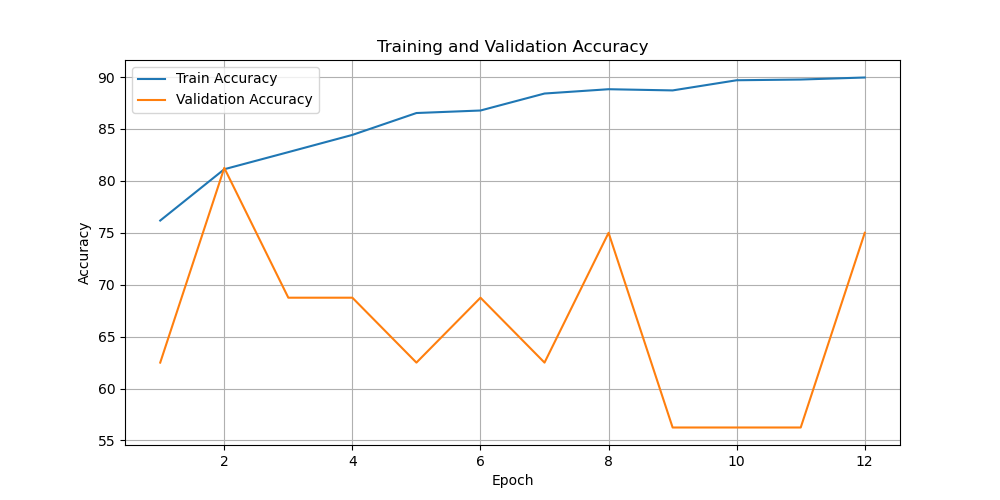 Training and Validation Accuracy
Train Accuracy
Validation Accuracy
90
85
80
75
70
65
60
55
Accuracy
2 4 6 8 10 12
Epoch